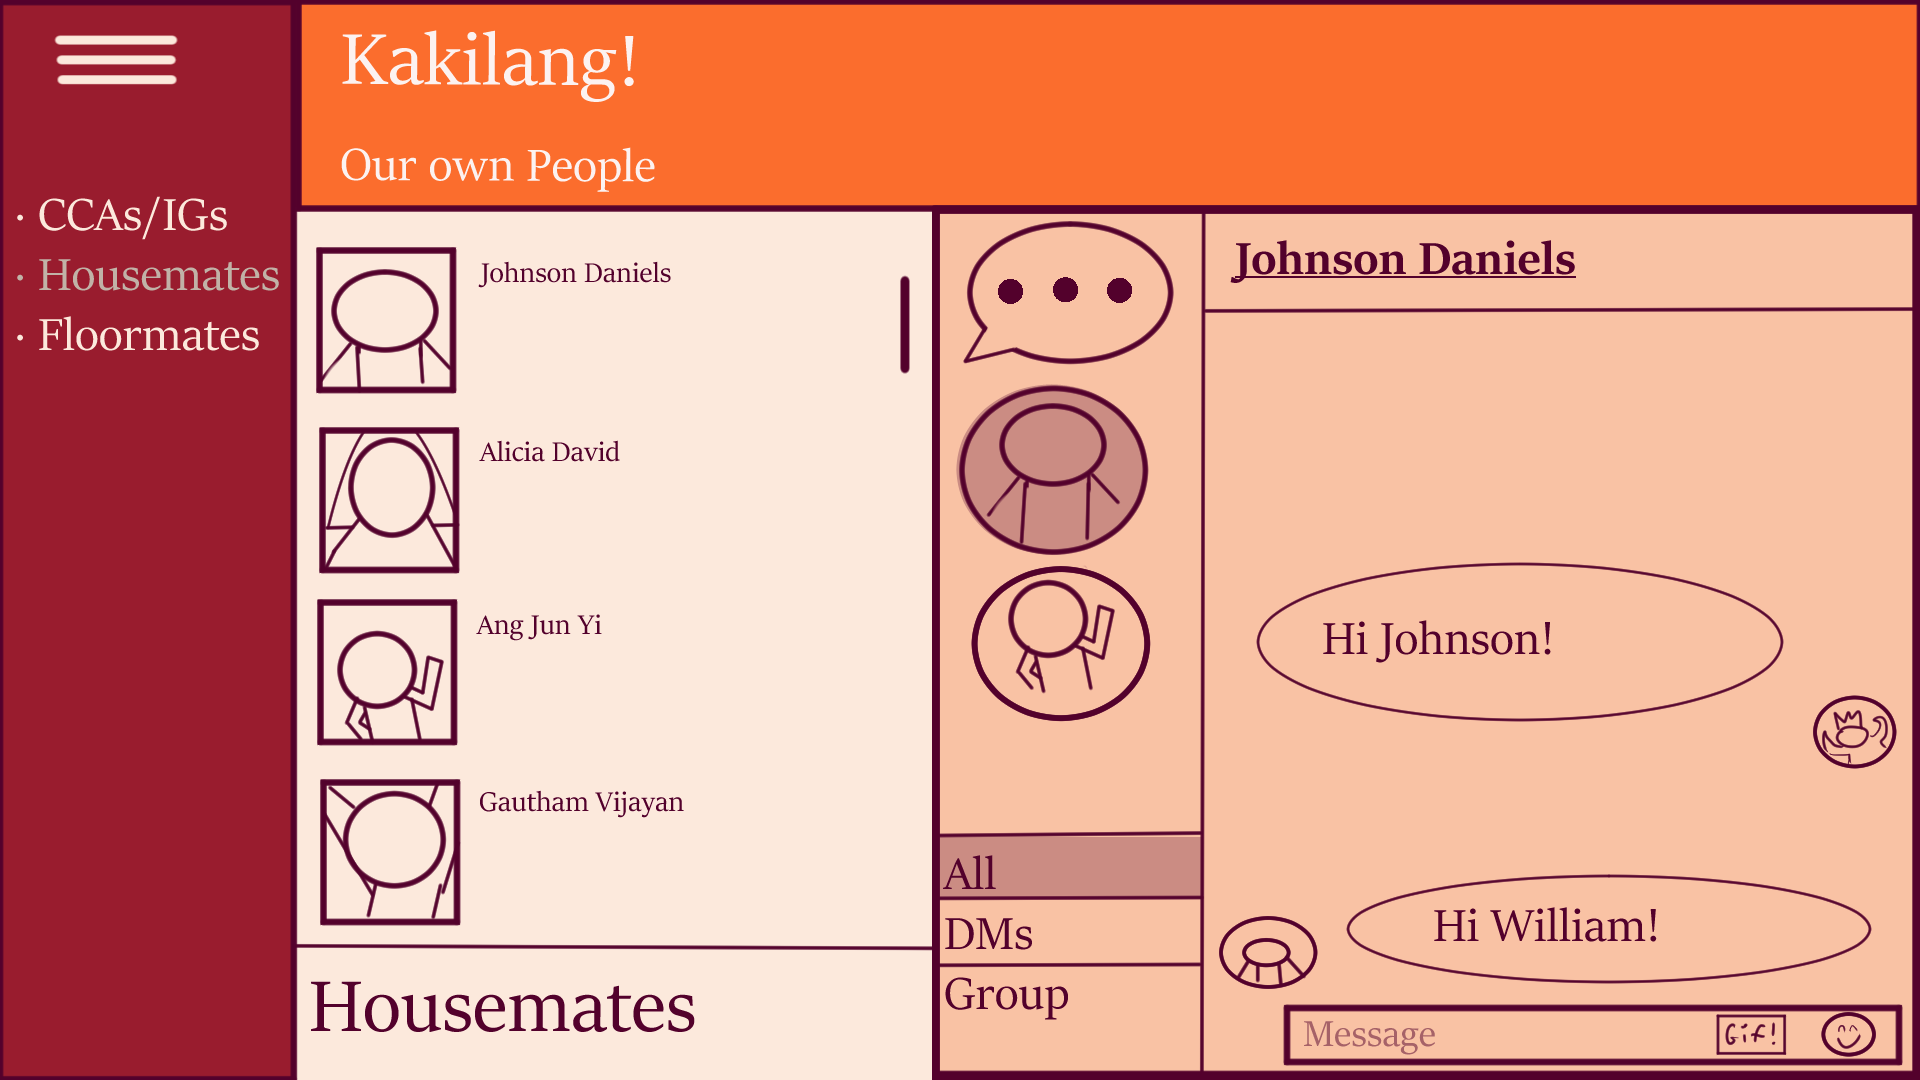 Kakilang!
Our own People
· CCAs/IGs
· Housemates
· Floormates
Johnson Daniels
Alicia David
Ang Jun Yi
Gautham Vijayan
Housemates
All
DMs
Group
Johnson Daniels
Hi Johnson!
Hi William!
Message
Gif!